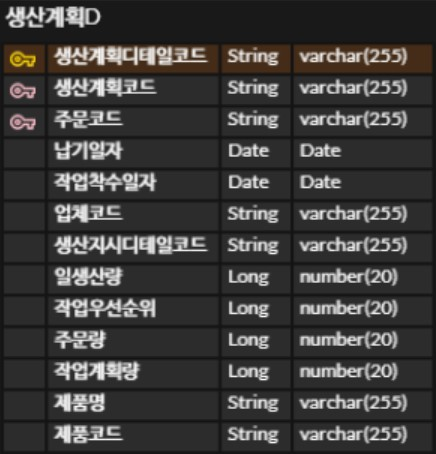 생산계획D
생산계획디테일코드 String varchar(255)
생산계획코드 String varchar(255)
주문코드 String varchar(255)
납기일자 Date Date
작업착수일자 Date Date
업체코드 String varchar(255)
생산지시디테일코드 String varchar(255)
일생산량 Long number(20)
작업우선순위 Long number(20)
주문량 Long number(20)
작업계획량 Long number(20)
제품명 String varchar(255)
제품코드 String varchar(255)